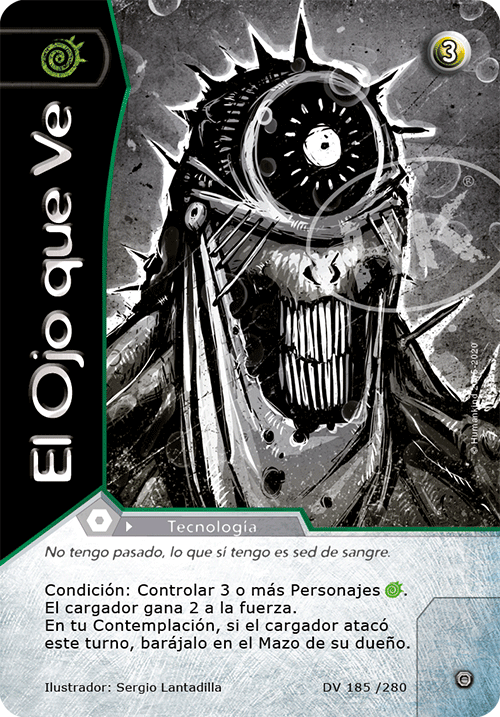 El Ojo que Ve
3
Tecnología
No tengo pasado, lo que sí tengo es sed de sangre.
Condición: Controlar 3 o más Personajes.
El cargador gana 2 a la fuerza.
En tu Contemplación, si el cargador atacó
este turno, barájalo en el Mazo de su dueño.
Ilustrador: Sergio Lantadilla
DV 185 /280